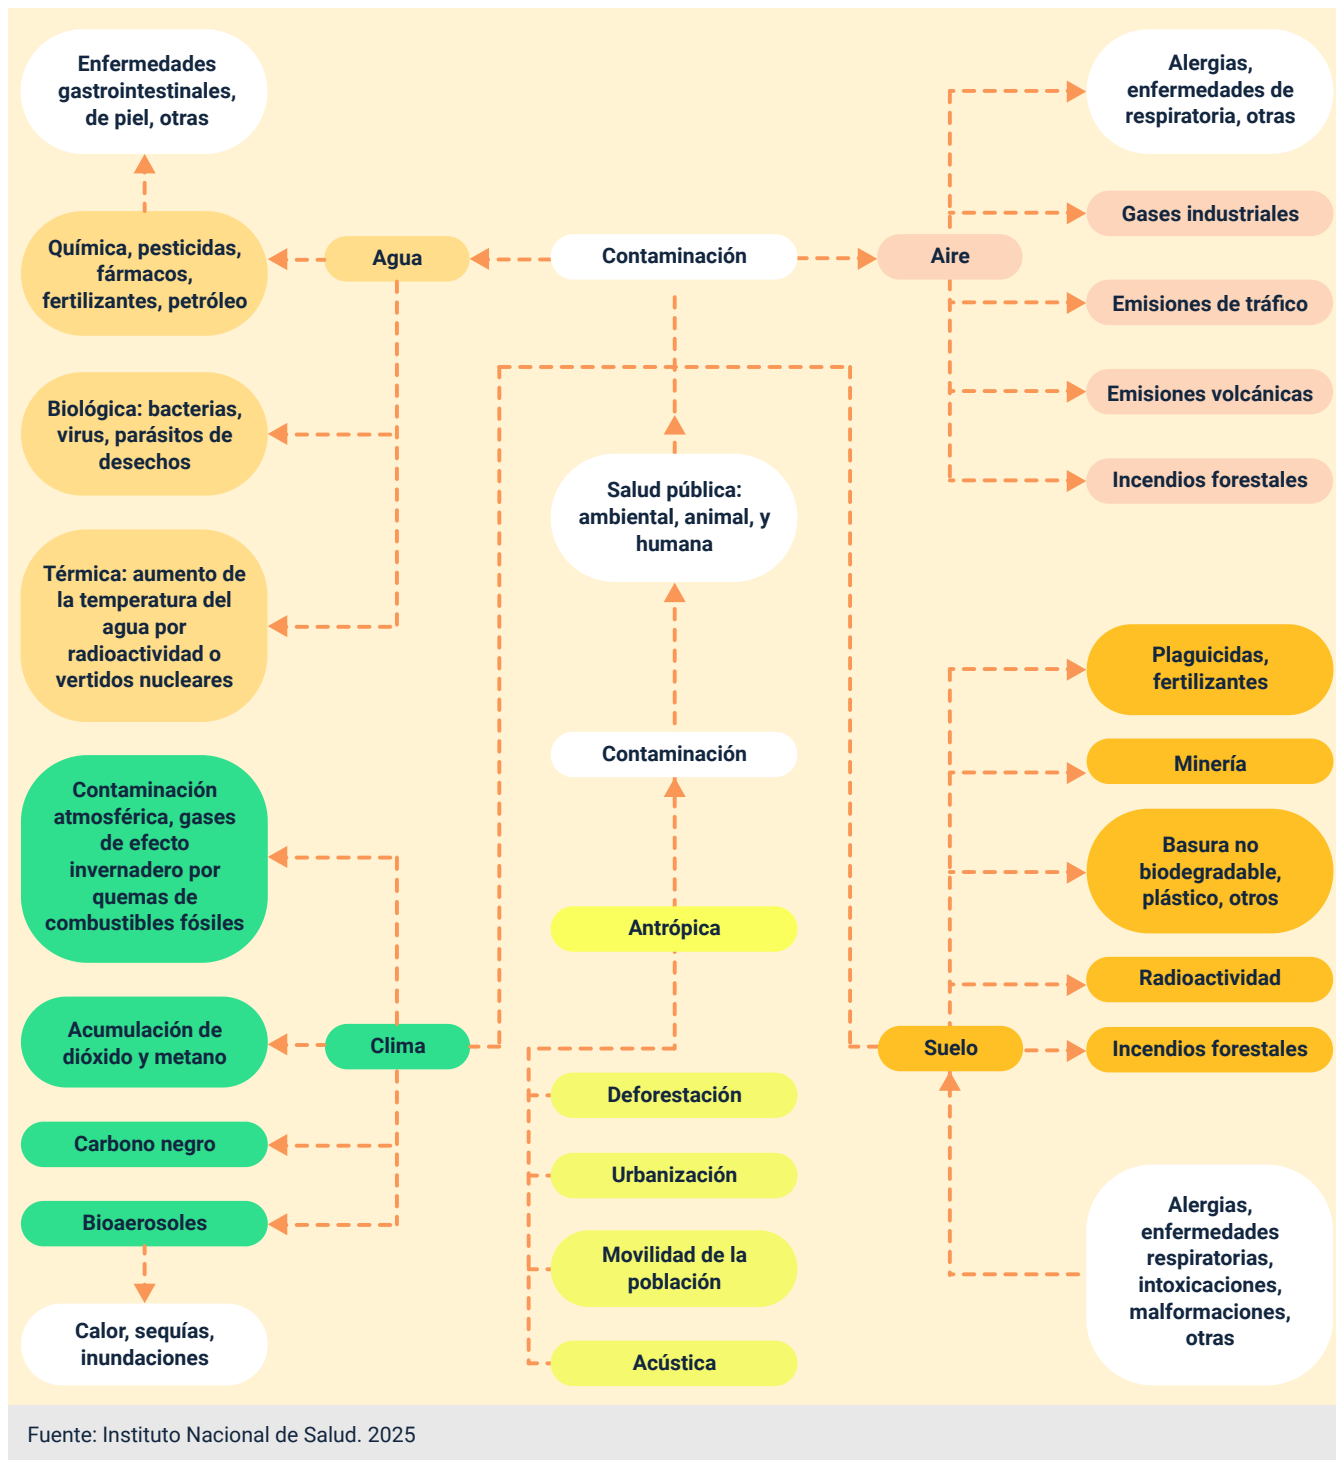 Enfermedades
gastrointestinales,
de piel, otras
Química, pesticidas,
fármacos,
fertilizantes, petróleo
Agua
Biológica: bacterias,
virus, parásitos de
desechos
Térmica: aumento de
la temperatura del
agua por
radioactividad o
vertidos nucleares
Contaminación
Aire
Alergias,
enfermedades de
respiratoria, otras
Gases industriales
Emisiones de tráfico
Emisiones volcánicas
Incendios forestales
Salud pública:
ambiental, animal, y
humana
Contaminación
Antrópica
Deforestación
Urbanización
Movilidad de la
población
Acústica
Contaminación
atmosférica, gases
de efecto
invernadero por
quemas de
combustibles fósiles
Acumulación de
dióxido y metano
Clima
Carbono negro
Bioaerosoles
Calor, sequías,
inundaciones
Plaguicidas,
fertilizantes
Minería
Basura no
biodegradable,
plástico, otros
Radioactividad
Suelo
Incendios forestales
Alergias,
enfermedades
respiratorias,
intoxicaciones,
malformaciones,
otras
Fuente: Instituto Nacional de Salud. 2025